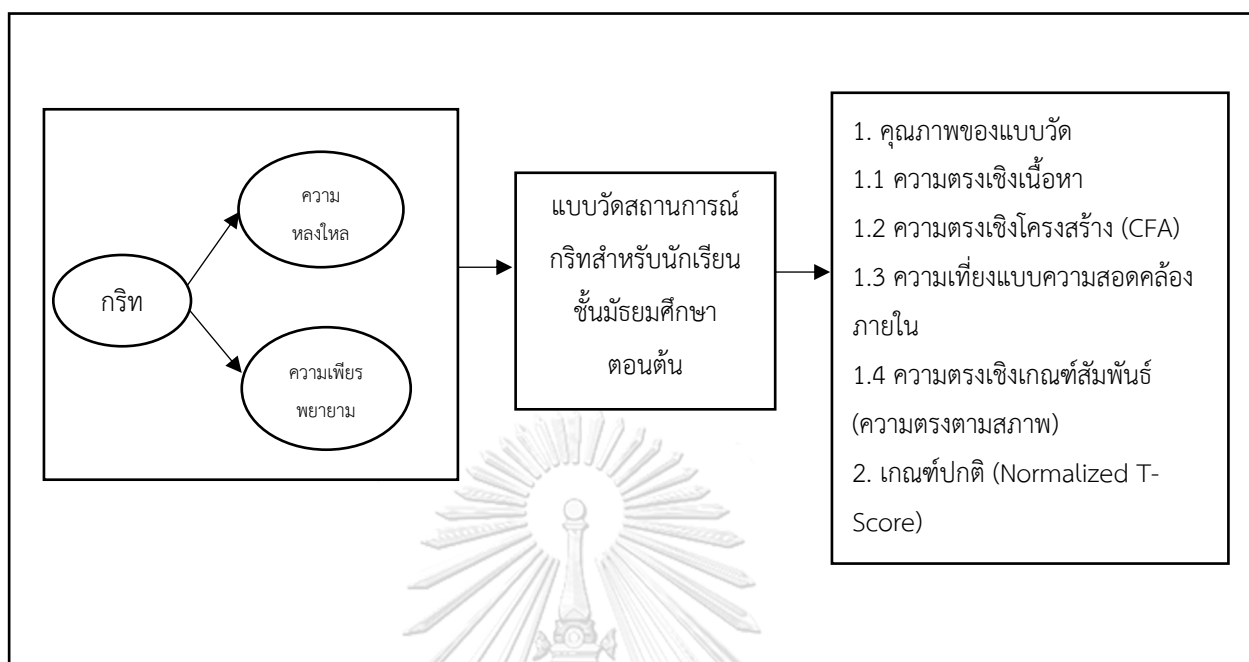 กริท
ความ
หลงใหล
ความเพียร
พยายาม
แบบวัดสถานการณ์
กริทสำหรับนักเรียน
ชั้นมัธยมศึกษา
ตอนต้น
1. คุณภาพของแบบวัด
1.1 ความตรงเชิงเนื้อหา
1.2 ความตรงเชิงโครงสร้าง (CFA)
1.3 ความเที่ยงแบบความสอดคล้อง
ภายใน
1.4 ความตรงเชิงเกณฑ์สัมพันธ์
(ความตรงตามสภาพ)
2. เกณฑ์ปกติ (Normalized T-
Score)